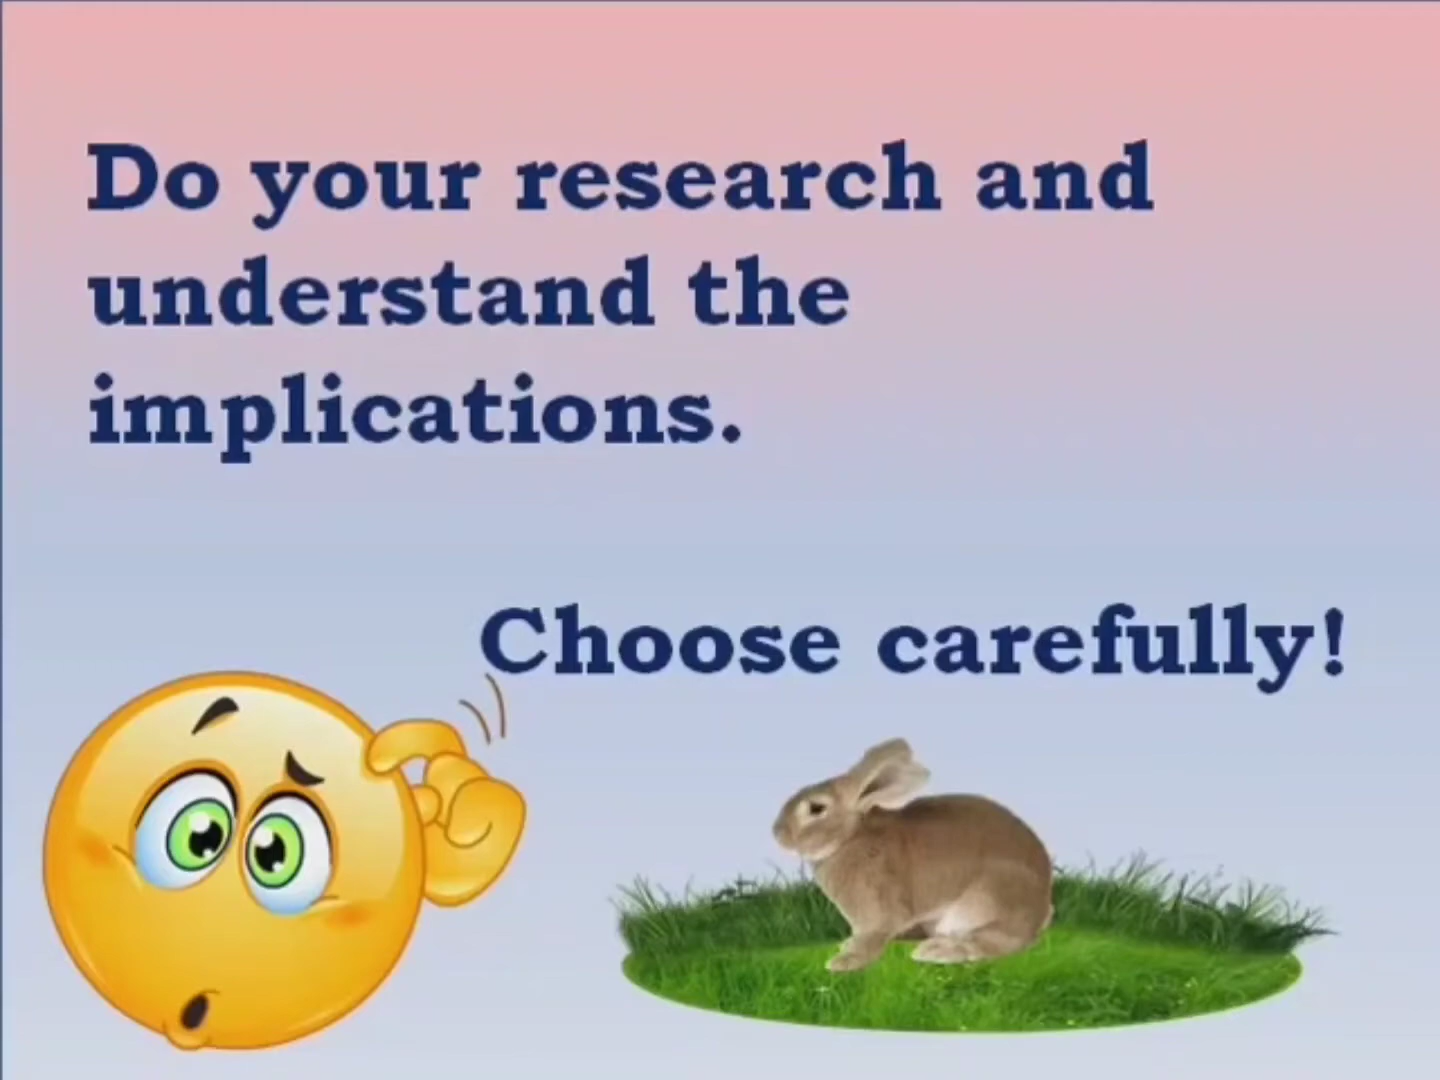 Do your research and
understand the
implications.
Choose carefully!